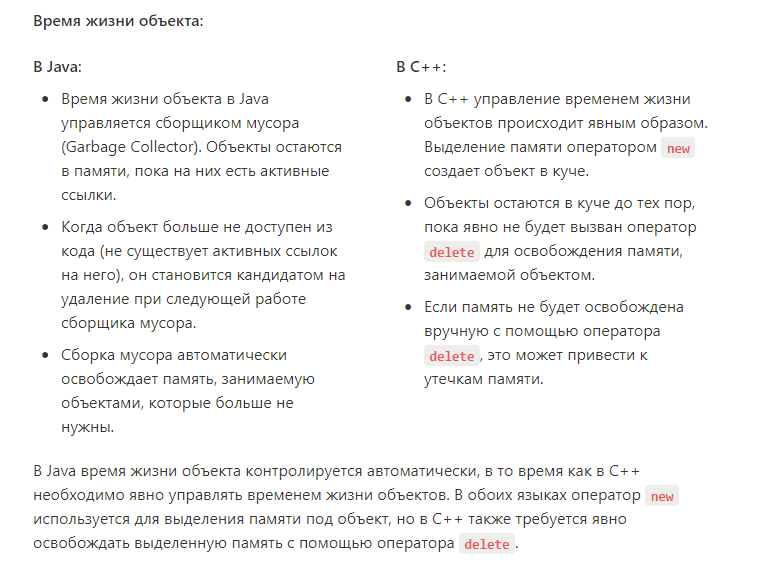 Время жизни объекта:
В Java:
Время жизни объекта в Java
управляется сборщиком мусора
(Garbage Collector). Объекты остаются
в памяти, пока на них есть активные
ссылки.
Когда объект больше не доступен из
кода (не существует активных ссылок
на него), он становится кандидатом на
удаление при следующей работе
сборщика мусора.
Сборка мусора автоматически
освобождает память, занимаемую
объектами, которые больше не
нужны.
В C++:
В C++ управление временем жизни
объектов происходит явным образом.
Выделение памяти оператором new
создает объект в куче.
Объекты остаются в куче до тех пор,
пока явно не будет вызван оператор
delete для освобождения памяти,
занимаемой объектом.
Если память не будет освобождена
вручную с помощью оператора
delete, это может привести к
утечкам памяти.
В Java время жизни объекта контролируется автоматически, в то время как в C++
необходимо явно управлять временем жизни объектов. В обоих языках оператор new
используется для выделения памяти под объект, но в C++ также требуется явно
освобождать выделенную память с помощью оператора delete.